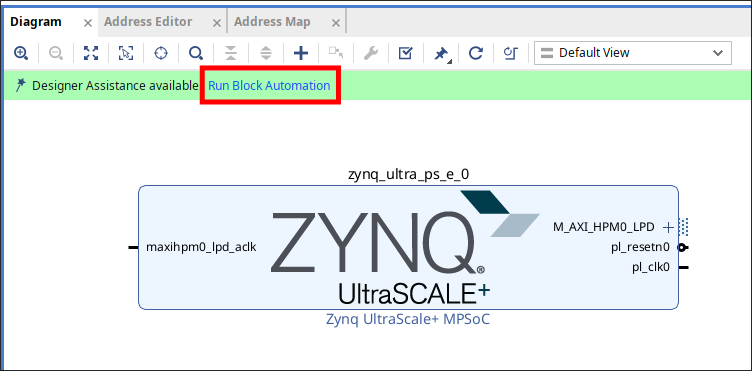 Diagram
Address Editor
Address Map
Default View
Designer Assistance available
Run Block Automation
zynq_ultra_ps_e_0
maxihpm0_lpd_aclk
ZYNQ®
UltraSCALE+
M_AXI_HPM0_LPD
pl_resetn0
pl_clk0
Zynq UltraScale+ MPSoC